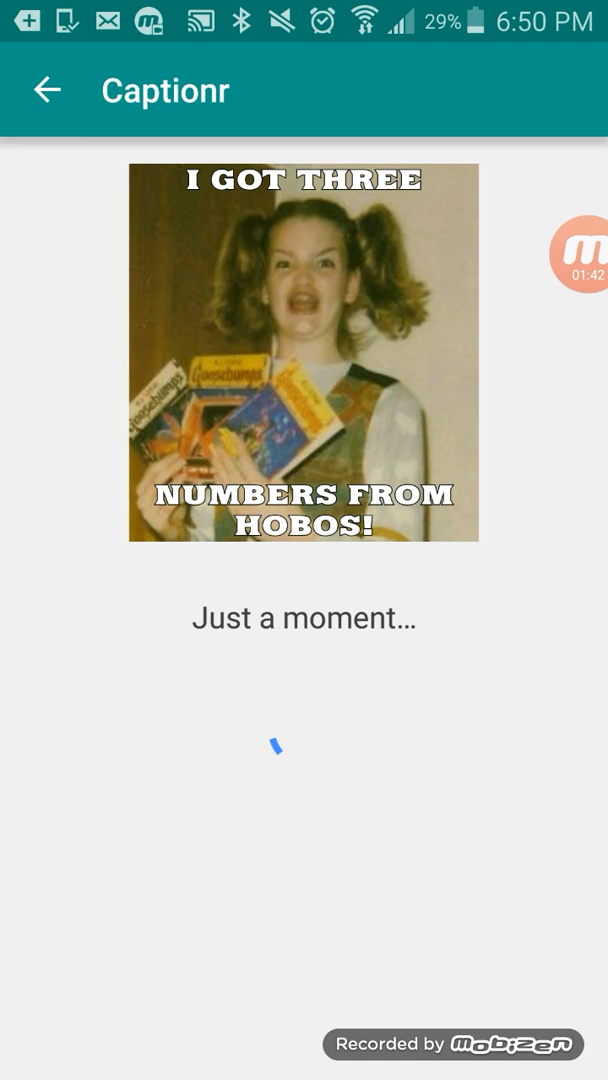 29% 6:50 PM
Captionr
I GOT THREE
01:42
Goosebumps
Goosebumps
NUMBERS FROM
HOBOS!
Just a moment...
Recorded by mobizen